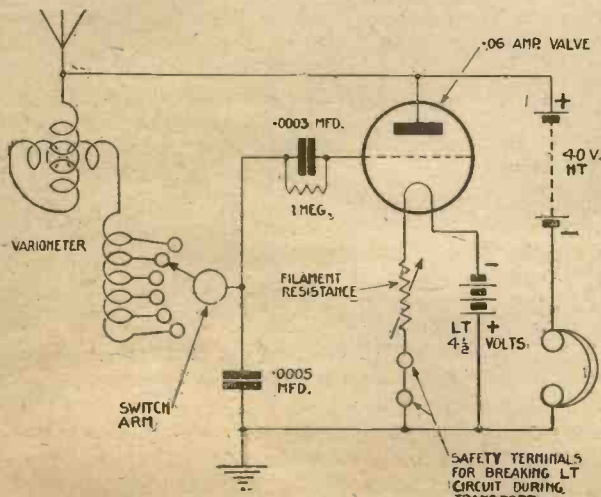 .06 AMP. VALVE
+
.0003 MFD.
40 V.
HT
1 MEG.
-
VARIOMETER
FILAMENT
RESISTANCE
-
LT + VOLTS
4½
.0005
MFD.
SWITCH
ARM
SAFETY TERMINALS
FOR BREAKING LT
CIRCUIT DURING